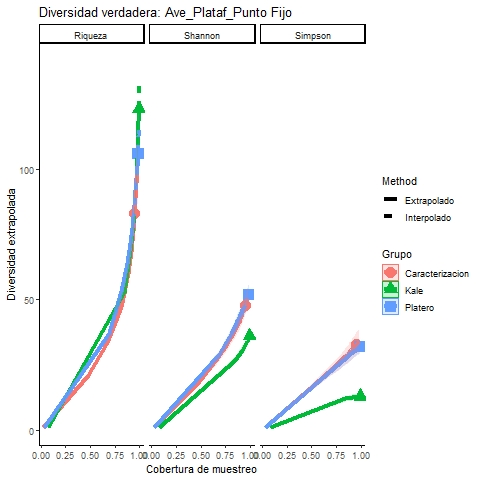 Diversidad verdadera: Ave_Plataf_Punto Fijo
Riqueza
Shannon
Simpson
Diversidad extrapolada
100
50
0
0.00 0.25 0.50 0.75 1.00
0.00 0.25 0.50 0.75 1.00
0.00 0.25 0.50 0.75 1.00
Cobertura de muestreo
Method
Extrapolado
Interpolado
Grupo
Caracterizacion
Kale
Platero